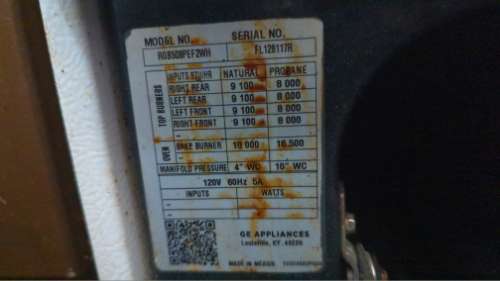 MODEL NO. SERIAL NO.
RGB508PEF2WH FL126117R
INPUTS BTU/HR NATURAL PROPANE
TOP BURNERS
RIGHT REAR 9 100 8 000
LEFT REAR 9 100 8 000
LEFT FRONT 9 100 8 000
RIGHT FRONT 9 100 8 000
–
OVEN
BAKE BURNER 18 000 16,500
–
MANIFOLD PRESSURE 4" WC 10" WC
120V 60Hz 5A
INPUTS WATTS
–
–
GE APPLIANCES
Louisville, KY 40225
MADE IN MEXICO